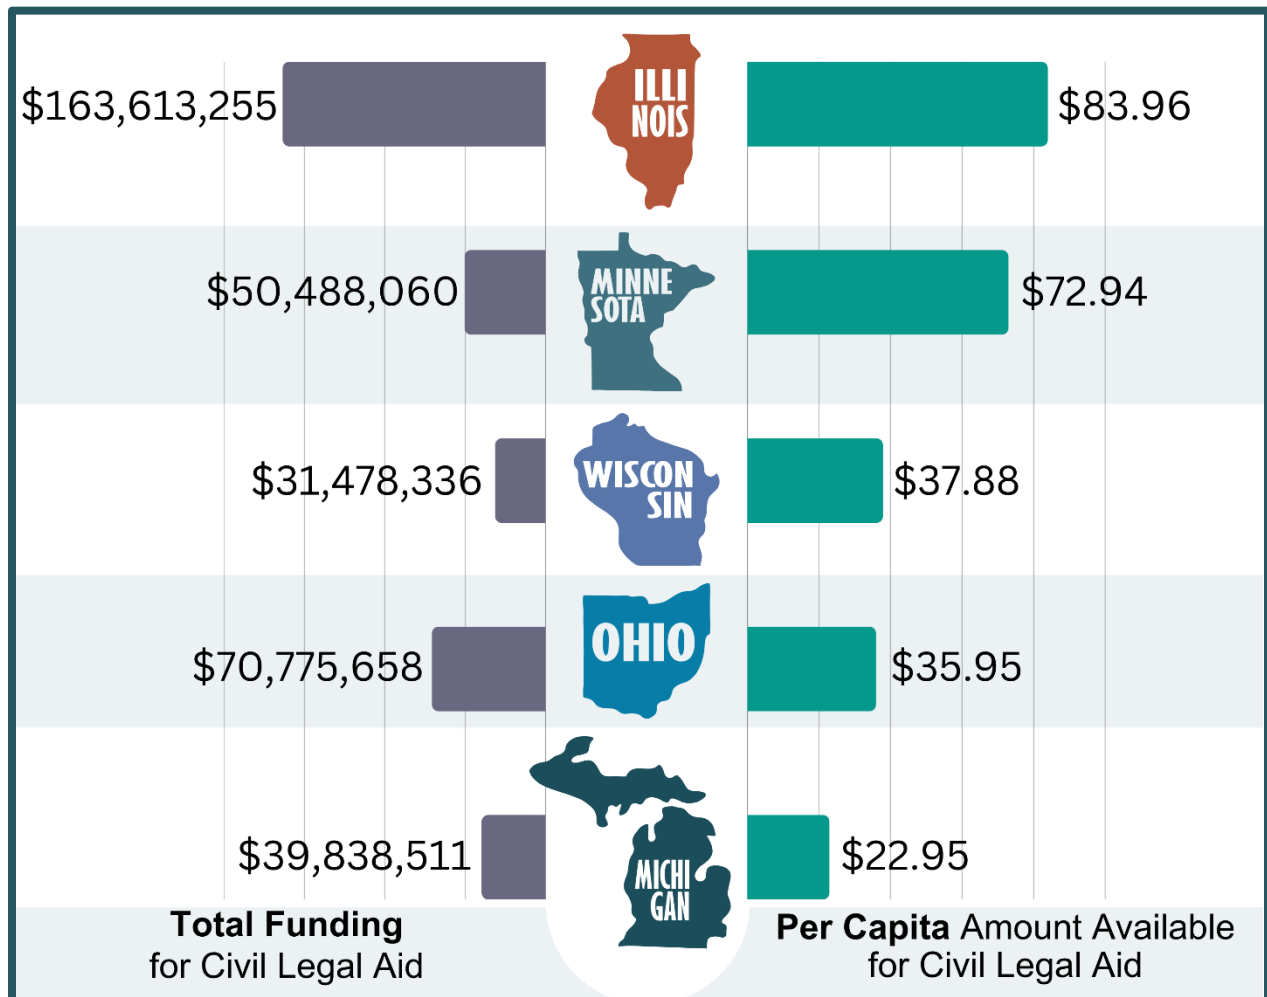 $163,613,255
ILLI
NOIS
$83.96
$50,488,060
MINNE
SOTA
$72.94
$31,478,336
WISCON
SIN
$37.88
$70,775,658
OHIO
$35.95
$39,838,511
MICHI
GAN
$22.95
Total Funding
for Civil Legal Aid
Per Capita Amount Available
for Civil Legal Aid